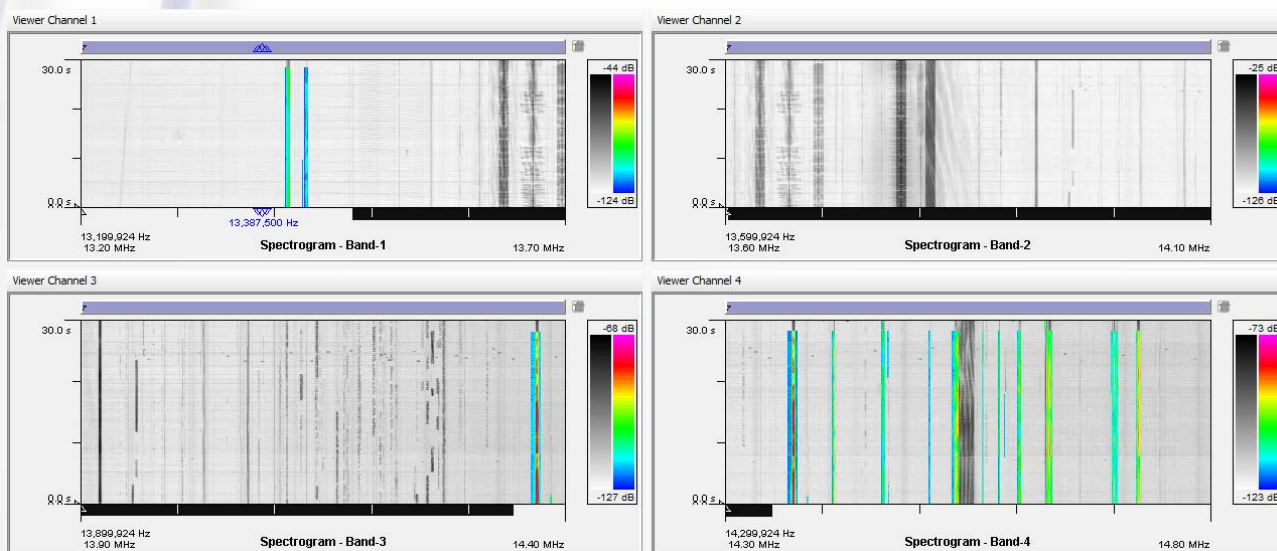 Viewer Channel 1
7
30.0 s
0.0 s
13,387,500 Hz
13,199,924 Hz
13.20 MHz
Spectrogram - Band-1
13.70 MHz
-44 dB
-124 dB
Viewer Channel 2
7
30.0 s
0.0 s
13,599,924 Hz
13.60 MHz
Spectrogram - Band-2
14.10 MHz
-25 dB
-126 dB
Viewer Channel 3
7
30.0 s
0.0 s
13,899,924 Hz
13.90 MHz
Spectrogram - Band-3
14.40 MHz
-68 dB
-127 dB
Viewer Channel 4
7
30.0 s
0.0 s
14,299,924 Hz
14.30 MHz
Spectrogram - Band-4
14.80 MHz
-73 dB
-123 dB